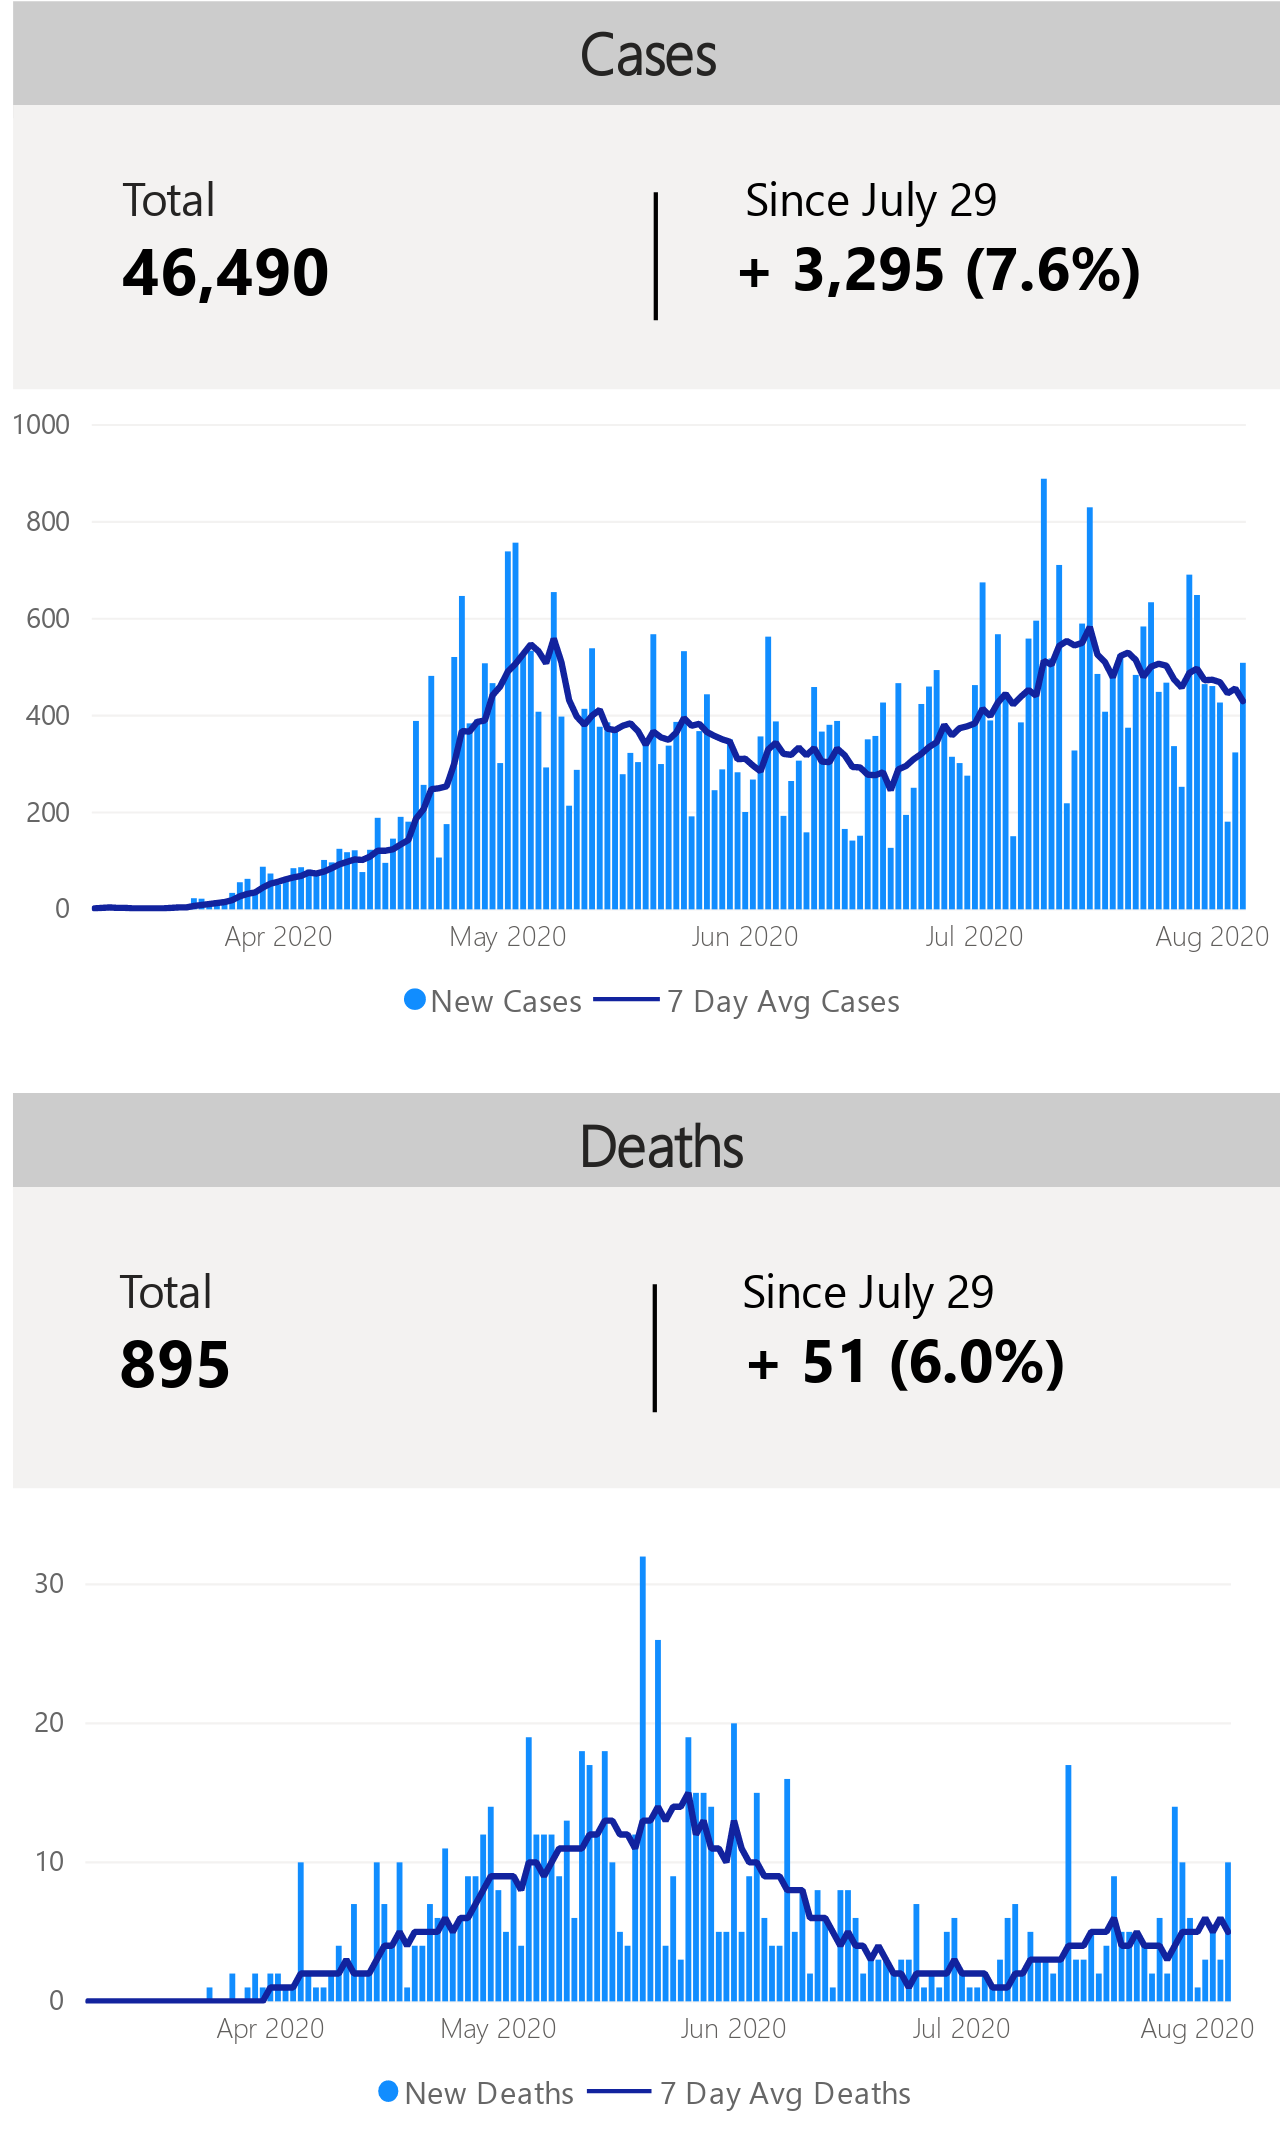 Cases
Total
46,490
Since July 29
+ 3,295 (7.6%)
1000
800
600
400
200
0
Apr 2020
May 2020
Jun 2020
Jul 2020
Aug 2020
New Cases
7 Day Avg Cases
Deaths
Total
895
Since July 29
+ 51 (6.0%)
30
20
10
0
Apr 2020
May 2020
Jun 2020
Jul 2020
Aug 2020
New Deaths
7 Day Avg Deaths